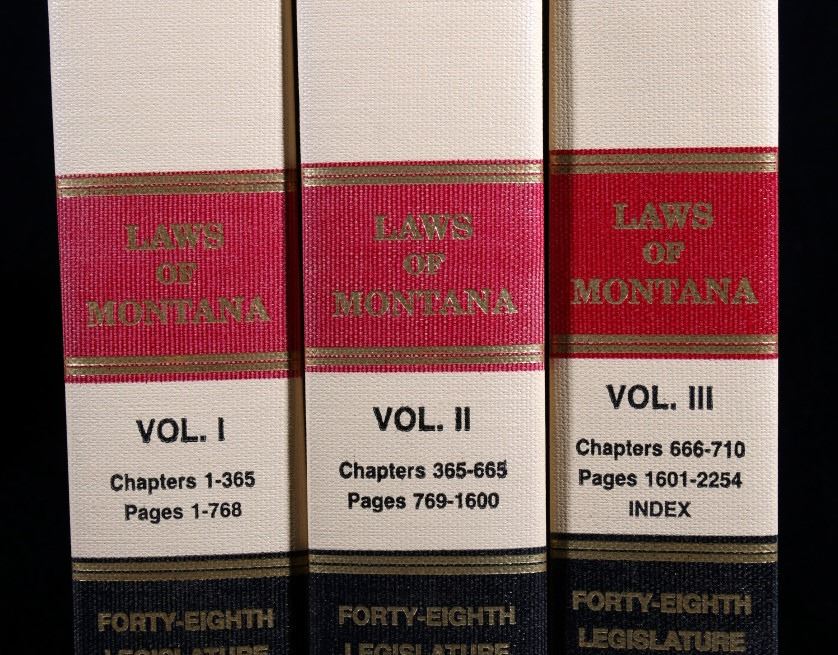 LAWS
OF
MONTANA
VOL. I
Chapters 1-365
Pages 1-768
FORTY-EIGHTH
LEGISLATURE
LAWS
OF
MONTANA
VOL. II
Chapters 365-665
Pages 769-1600
FORTY-EIGHTH
LEGISLATURE
LAWS
OF
MONTANA
VOL. III
Chapters 666-710
Pages 1601-2254
INDEX
FORTY-EIGHTH
LEGISLATURE